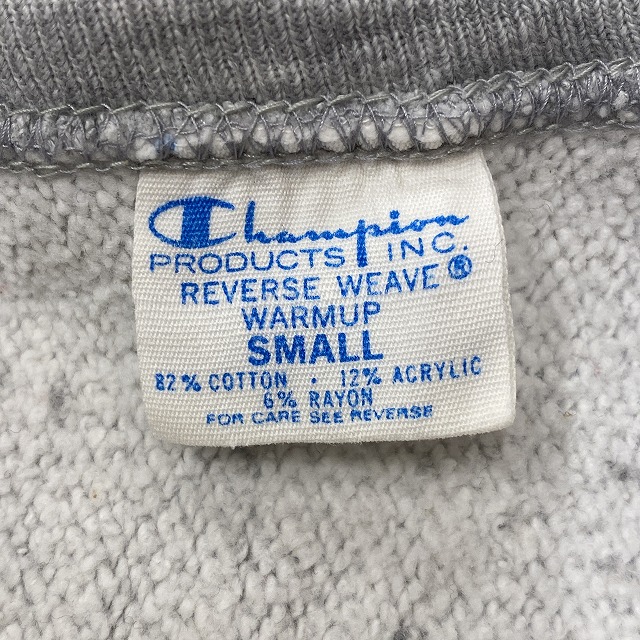 Champion
PRODUCTS INC.
REVERSE WEAVE ®
WARMUP
SMALL
82% COTTON · 12% ACRYLIC
6% RAYON
FOR CARE SEE REVERSE